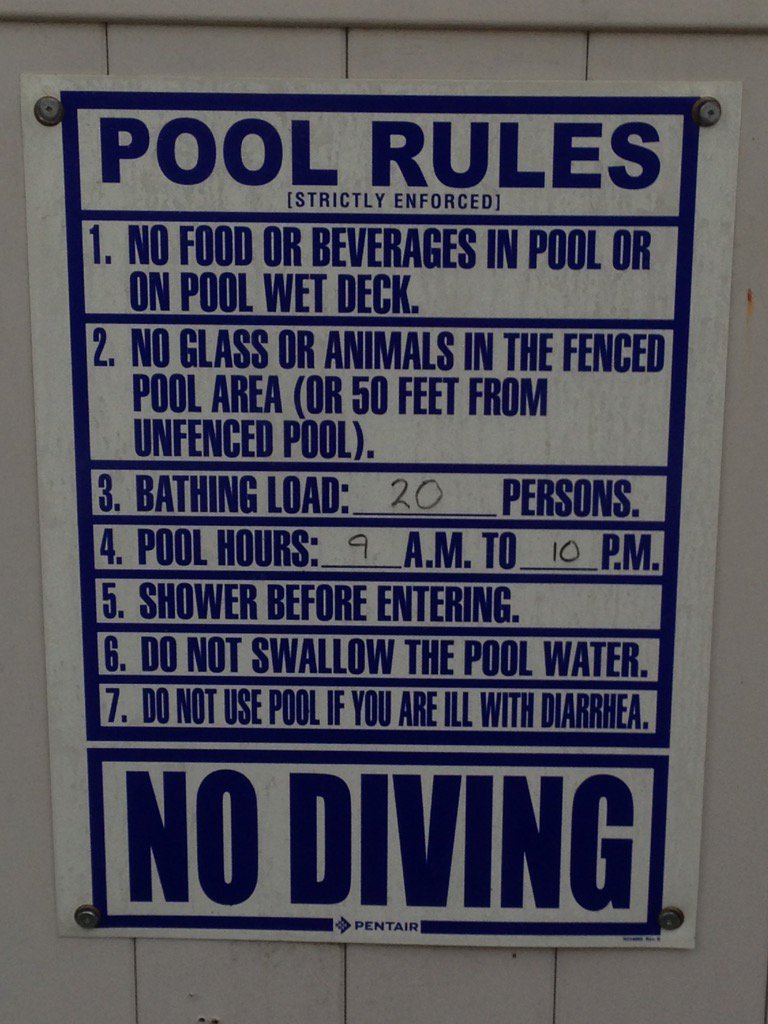 POOL RULES
[STRICTLY ENFORCED]
1. NO FOOD OR BEVERAGES IN POOL OR
ON POOL WET DECK.
2. NO GLASS OR ANIMALS IN THE FENCED
POOL AREA (OR 50 FEET FROM
UNFENCED POOL).
3. BATHING LOAD: 20 PERSONS.
4. POOL HOURS: 9 A.M. TO 10 P.M.
5. SHOWER BEFORE ENTERING.
6. DO NOT SWALLOW THE POOL WATER.
7. DO NOT USE POOL IF YOU ARE ILL WITH DIARRHEA.
NO DIVING
PENTAIR